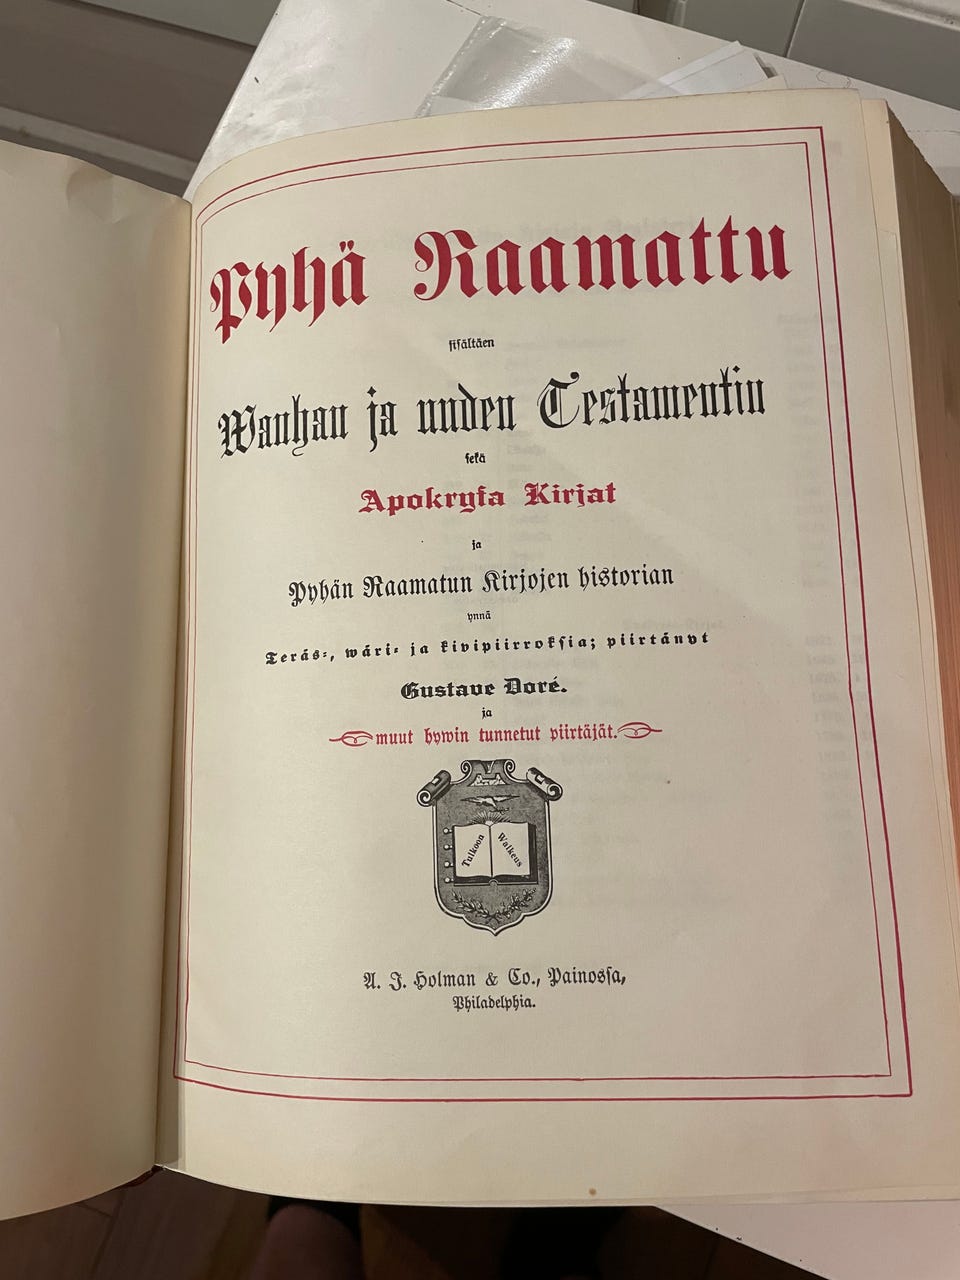 Pyhä Raamattu
sisältäen
Wanhan ja uuden Testamentin
sekä
Apokryfa Kirjat
ja
Pyhän Raamatun Kirjojen historian
ynnä
Teräs-, wäri- ja kivipiirroksia; piirtänyt
Gustave Doré.
ja
muut hywin tunnetut piirtäjät.
Tulkoon Walkeus
A. J. Holman & Co., Painossa,
Philadelphia.